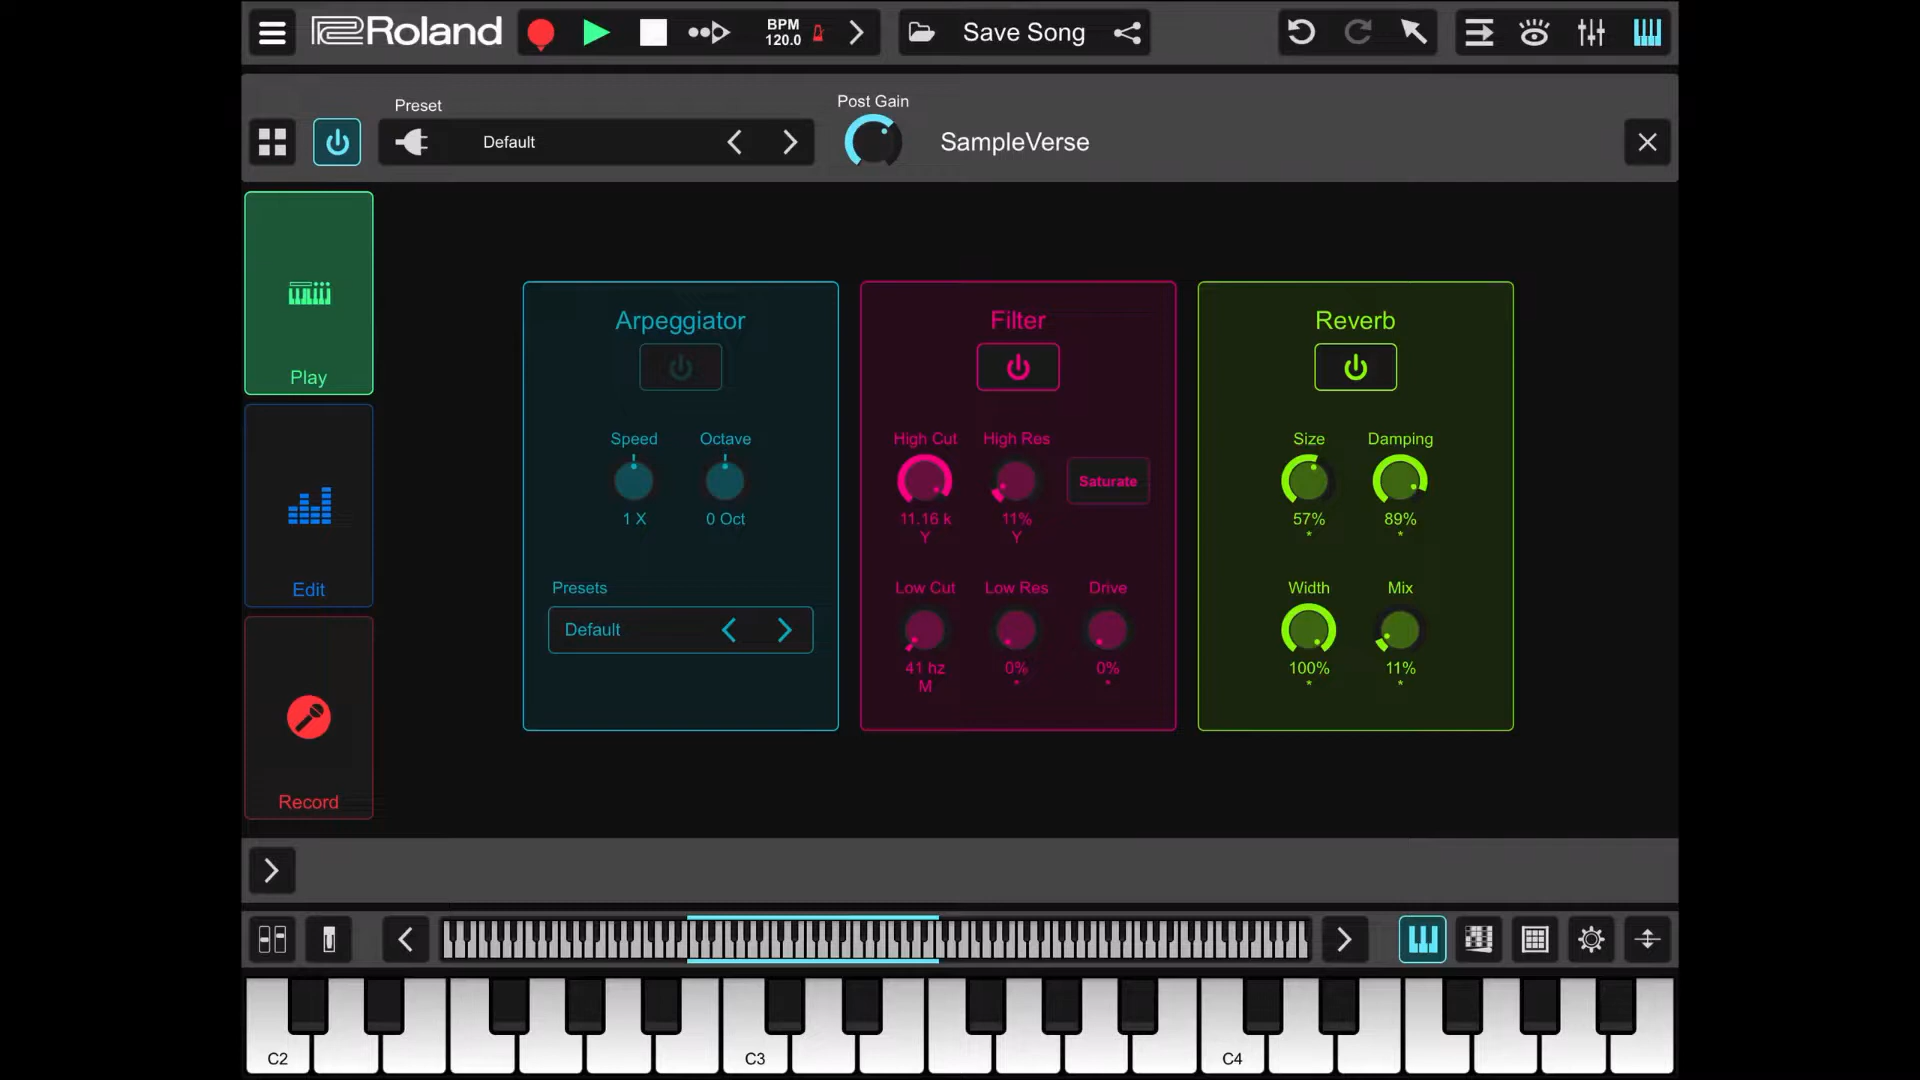 Roland
BPM
120.0
Save Song
Preset
Default
Post Gain
SampleVerse
Play
Edit
Record
Arpeggiator
Speed
Octave
1 X
0 Oct
Presets
Default
Filter
High Cut
High Res
Saturate
11.16 k
11%
Y
Y
Low Cut
Low Res
Drive
41 hz
0%
0%
M
*
*
Reverb
Size
Damping
57%
89%
*
*
Width
Mix
100%
11%
*
*
C2
C3
C4